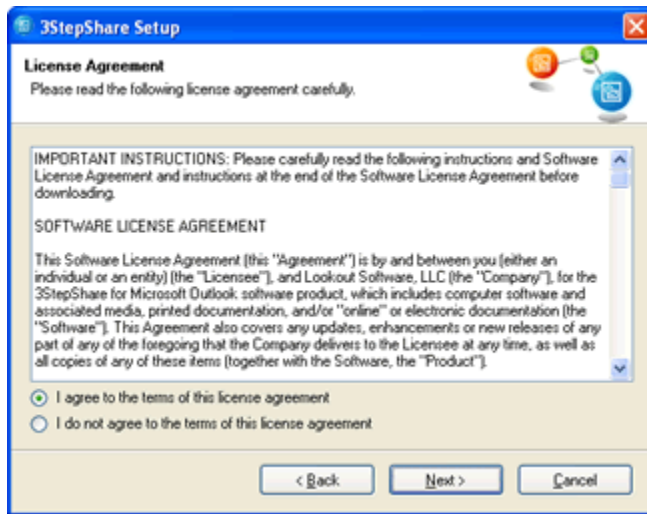 3StepShare Setup
License Agreement
Please read the following license agreement carefully.
IMPORTANT INSTRUCTIONS: Please carefully read the following instructions and Software
License Agreement and instructions at the end of the Software License Agreement before
downloading.
SOFTWARE LICENSE AGREEMENT
This Software License Agreement (this "Agreement") is by and between you (either an
individual or an entity) (the "Licensee"), and Lookout Software, LLC (the "Company"), for the
3StepShare for Microsoft Outlook software product, which includes computer software and
associated media, printed documentation, and/or "online" or electronic documentation (the
"Software"). This Agreement also covers any updates, enhancements or new releases of any
part of any of the foregoing that the Company delivers to the Licensee at any time, as well as
all copies of any of these items (together with the Software, the "Product").
I agree to the terms of this license agreement
I do not agree to the terms of this license agreement
< Back Next > Cancel